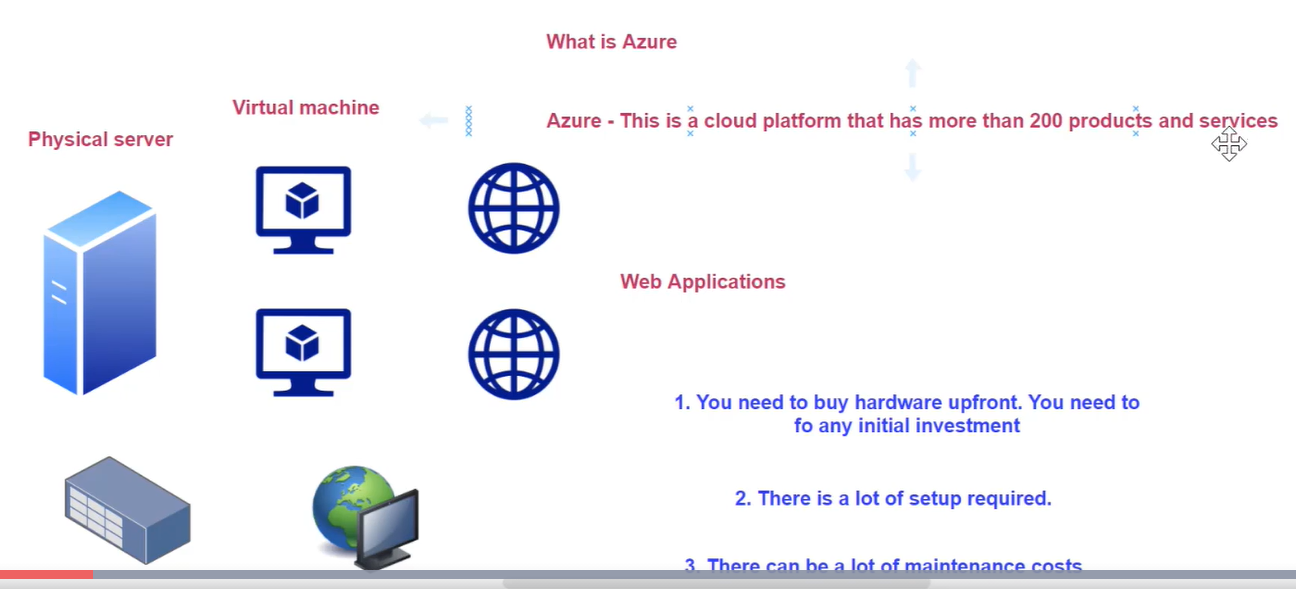 What is Azure
Virtual machine
Azure - This is a cloud platform that has more than 200 products and services
Physical server
Web Applications
1. You need to buy hardware upfront. You need to
fo any initial investment
2. There is a lot of setup required.
3. There can be a lot of maintenance costs